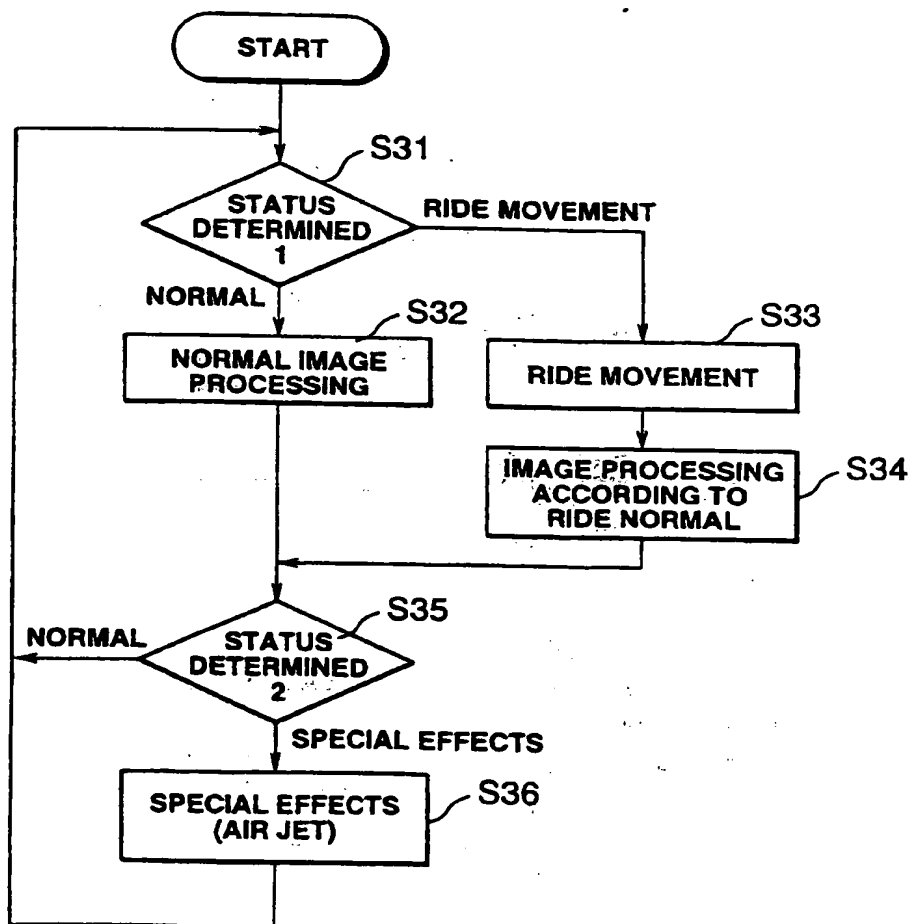 START
S31
STATUS
DETERMINED
1
RIDE MOVEMENT
NORMAL
S32
NORMAL IMAGE
PROCESSING
S33
RIDE MOVEMENT
IMAGE PROCESSING
ACCORDING TO
RIDE NORMAL
S34
S35
STATUS
DETERMINED
2
NORMAL
SPECIAL EFFECTS
SPECIAL EFFECTS
(AIR JET)
S36